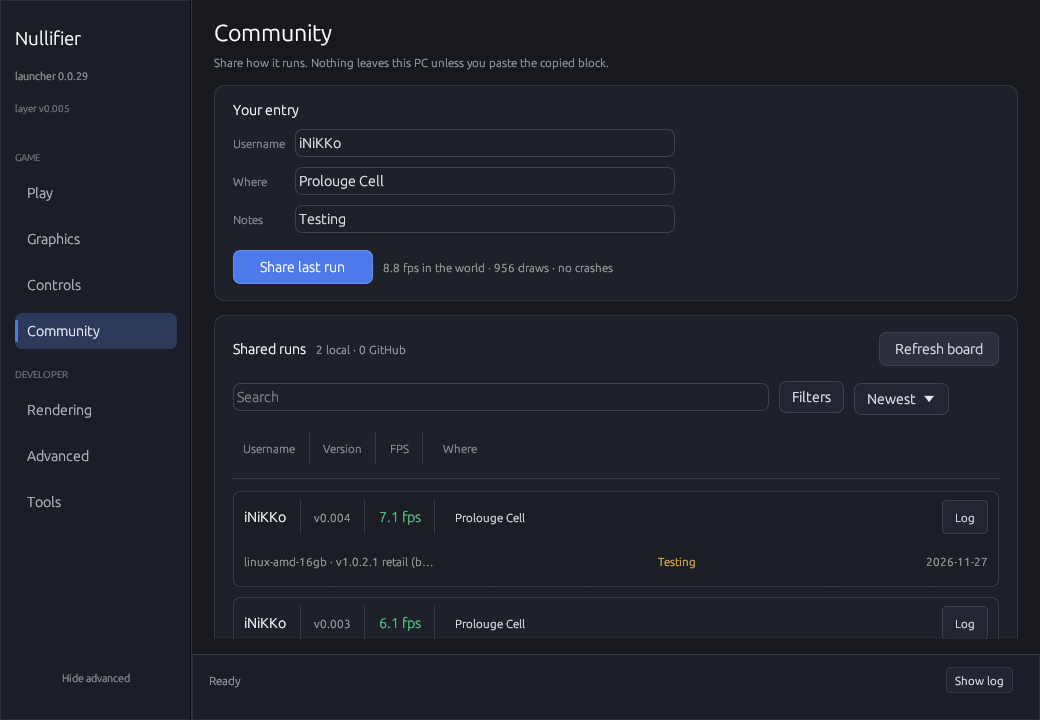 Nullifier
launcher 0.0.29
layer v0.005
GAME
Play
Graphics
Controls
Community
DEVELOPER
Rendering
Advanced
Tools
Hide advanced
Community
Share how it runs. Nothing leaves this PC unless you paste the copied block.
Your entry
Username iNiKKo
Where Prolouge Cell
Notes Testing
Share last run 8.8 fps in the world · 956 draws · no crashes
Shared runs 2 local · 0 GitHub Refresh board
Search Filters Newest
Username Version FPS Where
iNiKKo v0.004 7.1 fps Prolouge Cell Log
linux-amd-16gb · v1.0.2.1 retail (b... Testing 2026-11-27
iNiKKo v0.003 6.1 fps Prolouge Cell Log
Ready Show log